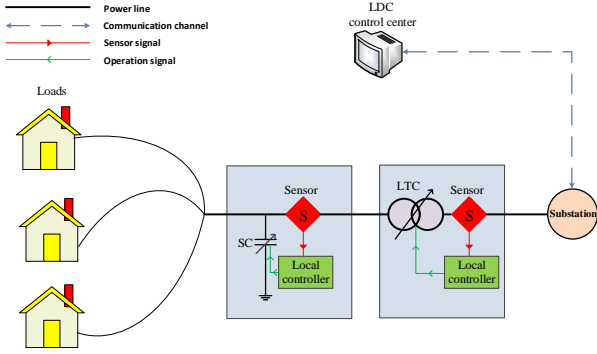 Power line
Communication channel
Sensor signal
Operation signal
LDC
control center
Loads
Sensor
S
SC
Local
controller
LTC
Sensor
S
Local
controller
Substation